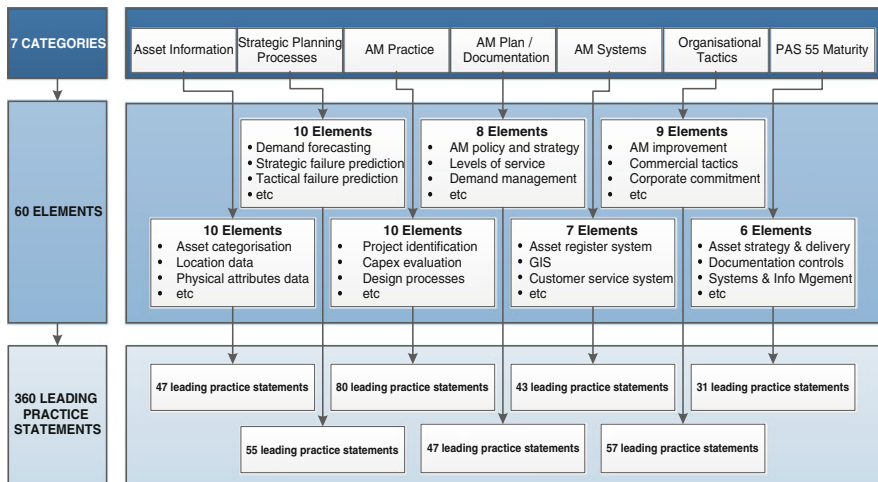 7 CATEGORIES
Asset Information
Strategic Planning
Processes
AM Practice
AM Plan /
Documentation
AM Systems
Organisational
Tactics
PAS 55 Maturity
60 ELEMENTS
10 Elements
• Demand forecasting
• Strategic failure prediction
• Tactical failure prediction
• etc
8 Elements
• AM policy and strategy
• Levels of service
• Demand management
• etc
9 Elements
• AM improvement
• Commercial tactics
• Corporate commitment
• etc
10 Elements
• Asset categorisation
• Location data
• Physical attributes data
• etc
10 Elements
• Project identification
• Capex evaluation
• Design processes
• etc
7 Elements
• Asset register system
• GIS
• Customer service system
• etc
6 Elements
• Asset strategy & delivery
• Documentation controls
• Systems & Info Mgement
• etc
360 LEADING
PRACTICE
STATEMENTS
47 leading practice statements
80 leading practice statements
43 leading practice statements
31 leading practice statements
55 leading practice statements
47 leading practice statements
57 leading practice statements